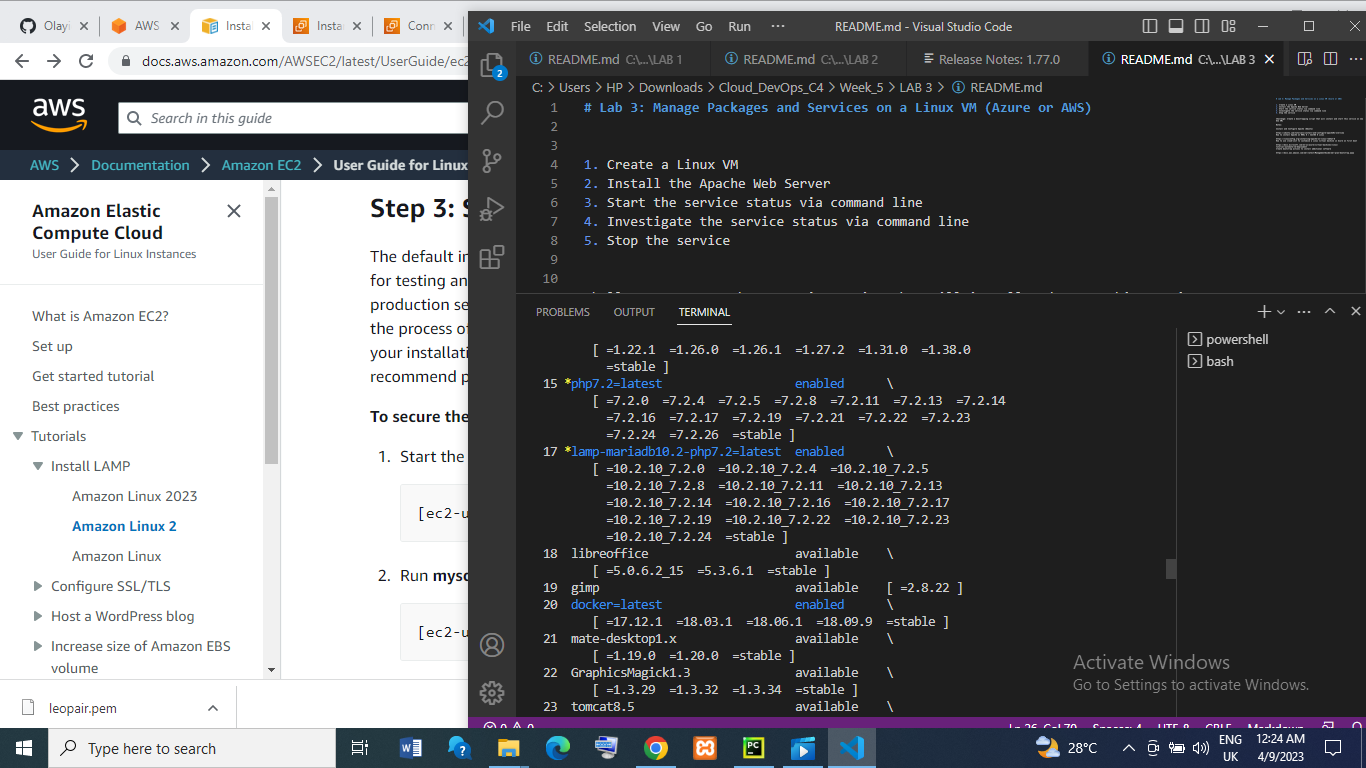 Olayi
AWS
Instal
Instan
Conn
docs.aws.amazon.com/AWSEC2/latest/UserGuide/ec2
aws
Search in this guide
AWS > Documentation > Amazon EC2 > User Guide for Linux
Amazon Elastic
Compute Cloud
User Guide for Linux Instances
What is Amazon EC2?
Set up
Get started tutorial
Best practices
Tutorials
Install LAMP
Amazon Linux 2023
Amazon Linux 2
Amazon Linux
Configure SSL/TLS
Host a WordPress blog
Increase size of Amazon EBS
volume
Step 3: S
The default in
for testing an
production se
the process of
your installati
recommend p
To secure the
1. Start the
[ec2-u
2. Run mysq
[ec2-u
leopair.pem
File Edit Selection View Go Run ···
README.md - Visual Studio Code
2
README.md C:\...\LAB 1
README.md C:\...\LAB 2
Release Notes: 1.77.0
README.md C:\...\LAB 3
C: > Users > HP > Downloads > Cloud_DevOps_C4 > Week_5 > LAB 3 > README.md
1 # Lab 3: Manage Packages and Services on a Linux VM (Azure or AWS)
2
3
4 1. Create a Linux VM
5 2. Install the Apache Web Server
6 3. Start the service status via command line
7 4. Investigate the service status via command line
8 5. Stop the service
9
10
PROBLEMS OUTPUT TERMINAL
powershell
bash
[ =1.22.1 =1.26.0 =1.26.1 =1.27.2 =1.31.0 =1.38.0
=stable ]
15 *php7.2=latest enabled \
[ =7.2.0 =7.2.4 =7.2.5 =7.2.8 =7.2.11 =7.2.13 =7.2.14
=7.2.16 =7.2.17 =7.2.19 =7.2.21 =7.2.22 =7.2.23
=7.2.24 =7.2.26 =stable ]
17 *lamp-mariadb10.2-php7.2=latest enabled \
[ =10.2.10_7.2.0 =10.2.10_7.2.4 =10.2.10_7.2.5
=10.2.10_7.2.8 =10.2.10_7.2.11 =10.2.10_7.2.13
=10.2.10_7.2.14 =10.2.10_7.2.16 =10.2.10_7.2.17
=10.2.10_7.2.19 =10.2.10_7.2.22 =10.2.10_7.2.23
=10.2.10_7.2.24 =stable ]
18 libreoffice available \
[ =5.0.6.2_15 =5.3.6.1 =stable ]
19 gimp available [ =2.8.22 ]
20 docker=latest enabled \
[ =17.12.1 =18.03.1 =18.06.1 =18.09.9 =stable ]
21 mate-desktop1.x available \
[ =1.19.0 =1.20.0 =stable ]
22 GraphicsMagick1.3 available \
[ =1.3.29 =1.3.32 =1.3.34 =stable ]
23 tomcat8.5 available \
Activate Windows
Go to Settings to activate Windows.
Type here to search
28°C
ENG
UK
12:24 AM
4/9/2023